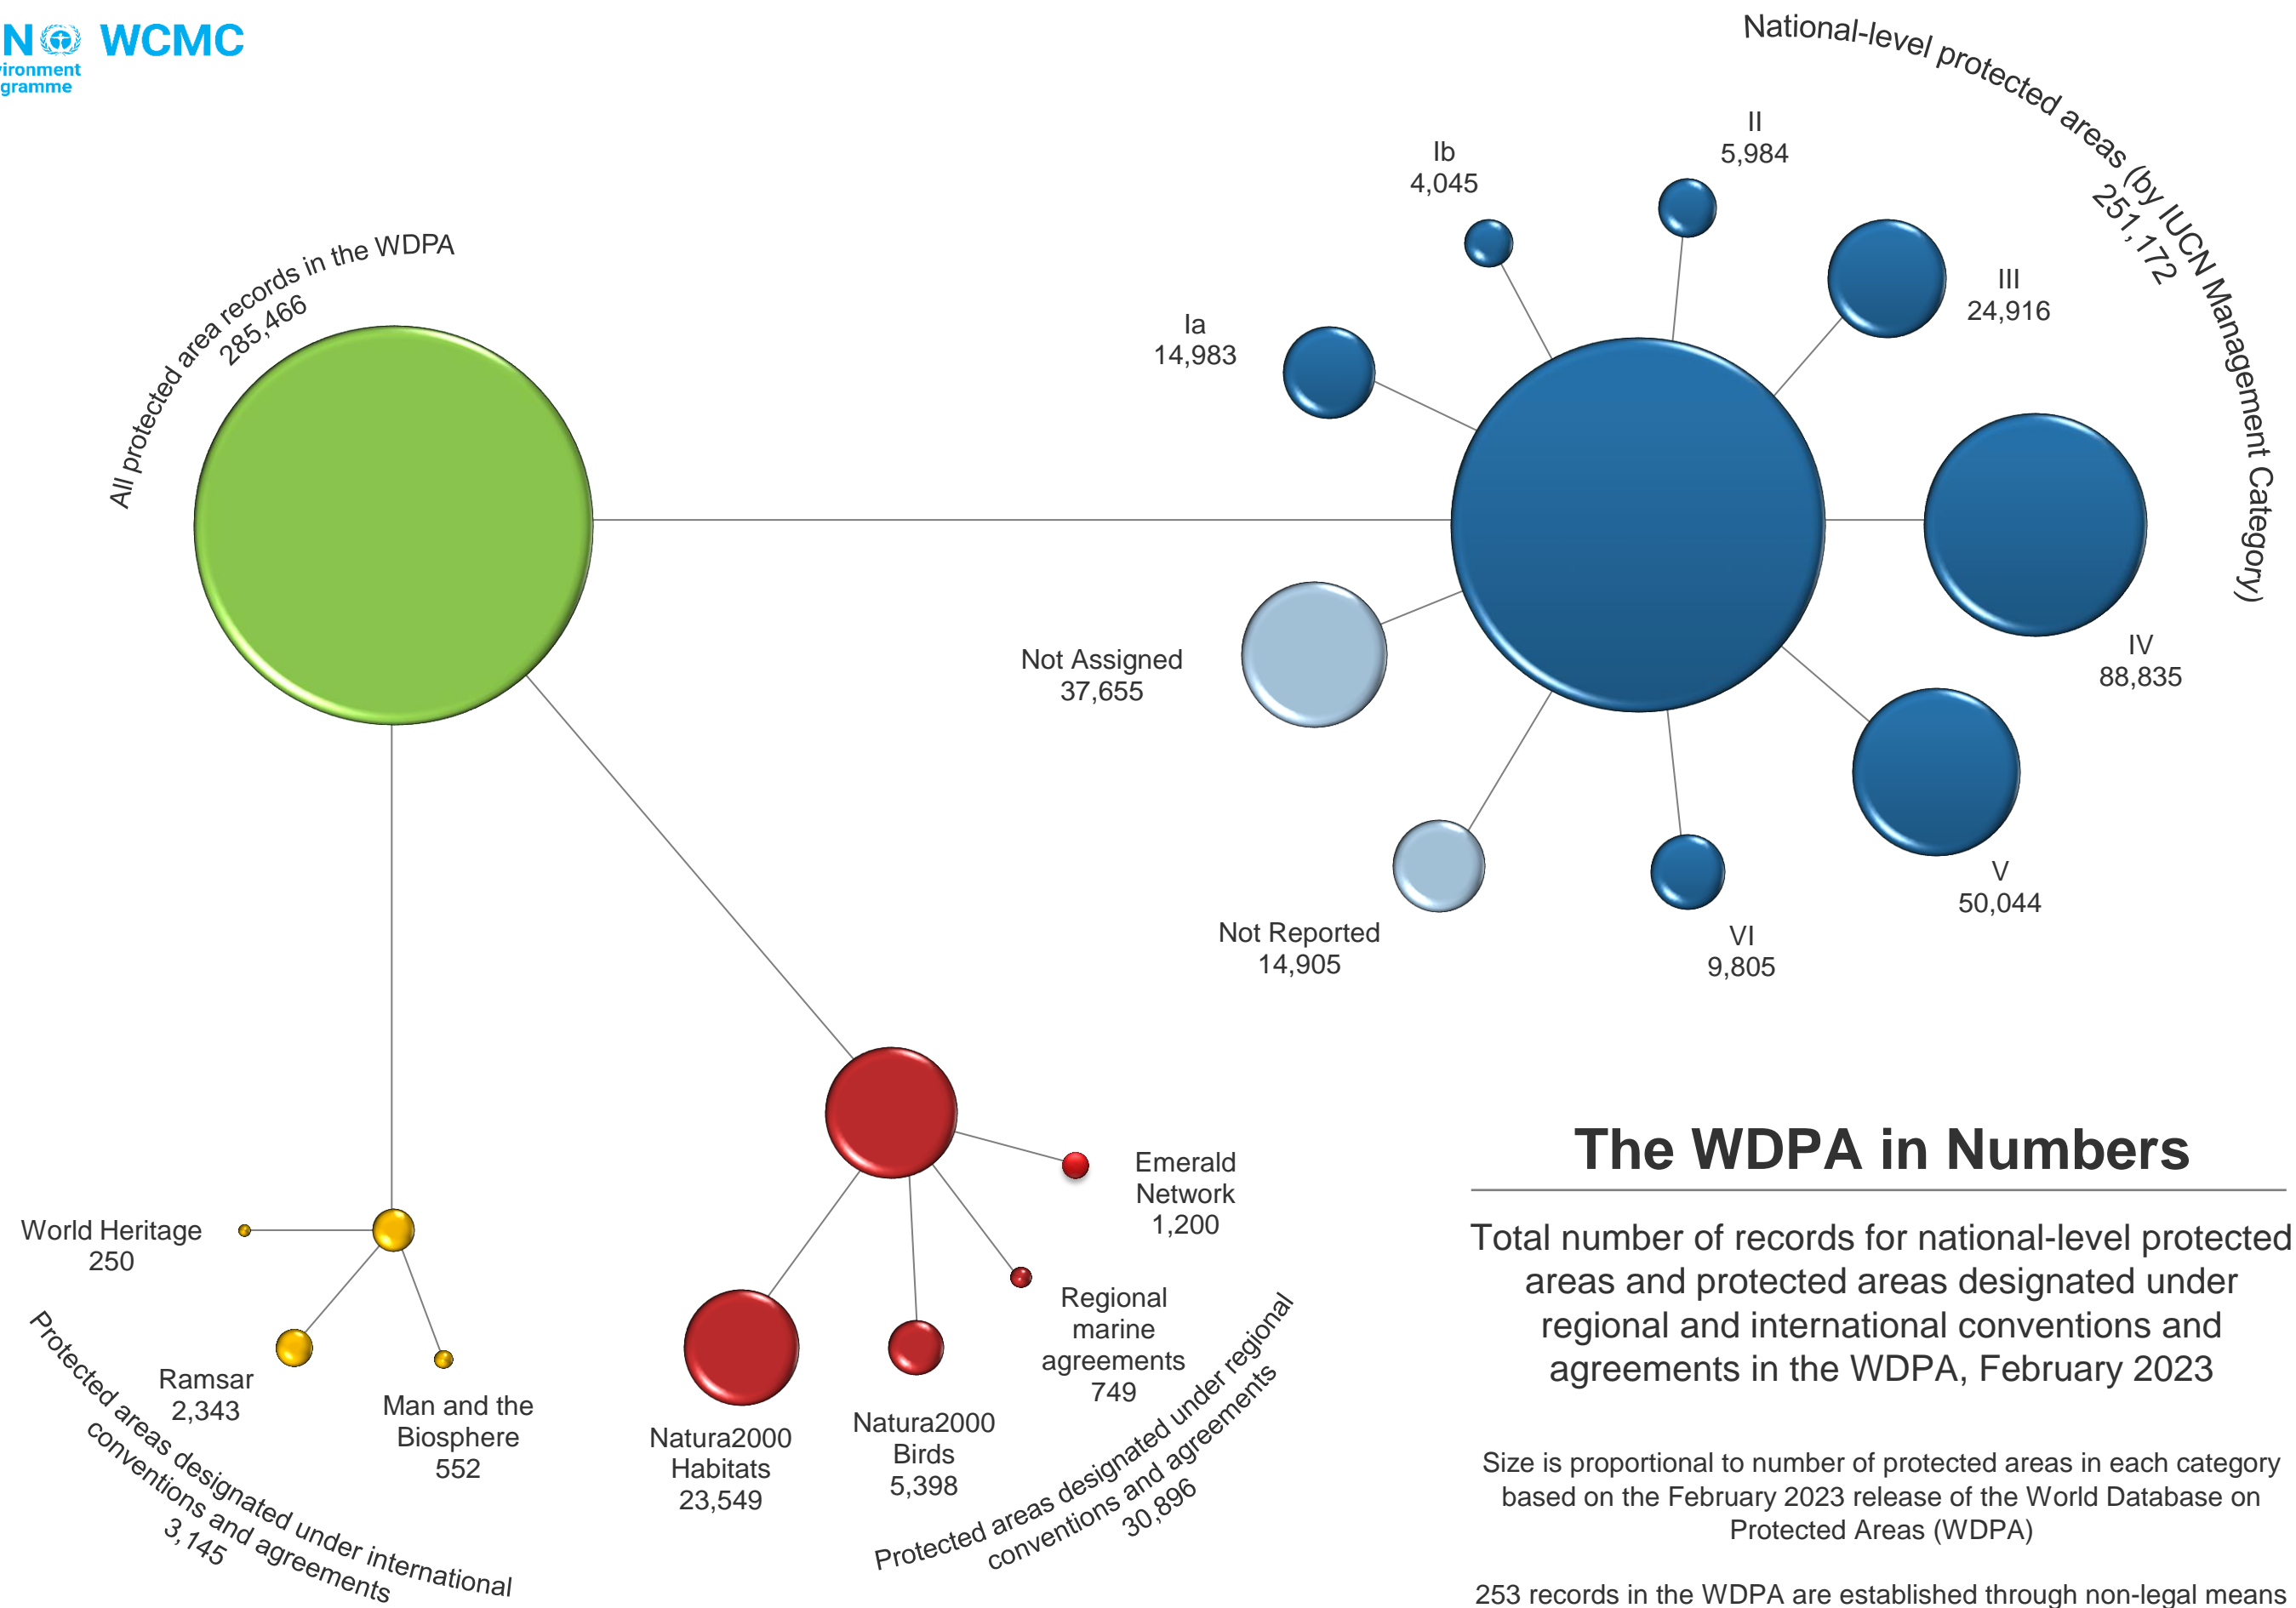 N WCMC
vironment
gramme
National-level protected areas (by IUCN Management Category)
251,172
All protected area records in the WDPA
285,466
Ia
14,983
Ib
4,045
II
5,984
III
24,916
IV
88,835
V
50,044
VI
9,805
Not Reported
14,905
Not Assigned
37,655
World Heritage
250
Ramsar
2,343
Man and the
Biosphere
552
Protected areas designated under international
conventions and agreements
3,145
Natura2000
Habitats
23,549
Natura2000
Birds
5,398
Regional
marine
agreements
749
Emerald
Network
1,200
Protected areas designated under regional
conventions and agreements
30,896
The WDPA in Numbers
Total number of records for national-level protected
areas and protected areas designated under
regional and international conventions and
agreements in the WDPA, February 2023
Size is proportional to number of protected areas in each category
based on the February 2023 release of the World Database on
Protected Areas (WDPA)
253 records in the WDPA are established through non-legal means